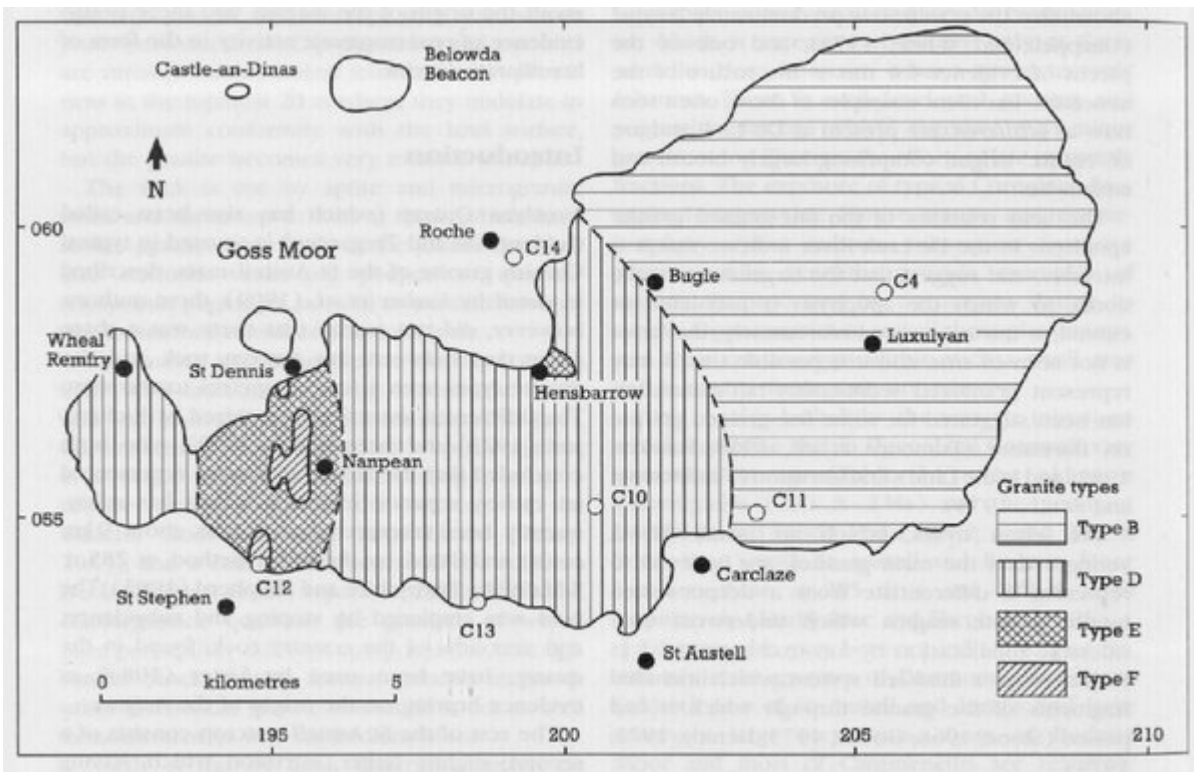 Castle-an-Dinas
Belowda
Beacon
N
060
Roche
C14
Goss Moor
Bugle
C4
Wheal
Remfry
St Dennis
Luxulyan
Hensbarrow
Nanpean
Granite types
C10
C11
055
Type B
Carclaze
Type D
C12
St Stephen
C13
Type E
St Austell
0
kilometres
5
Type F
195
200
205
210